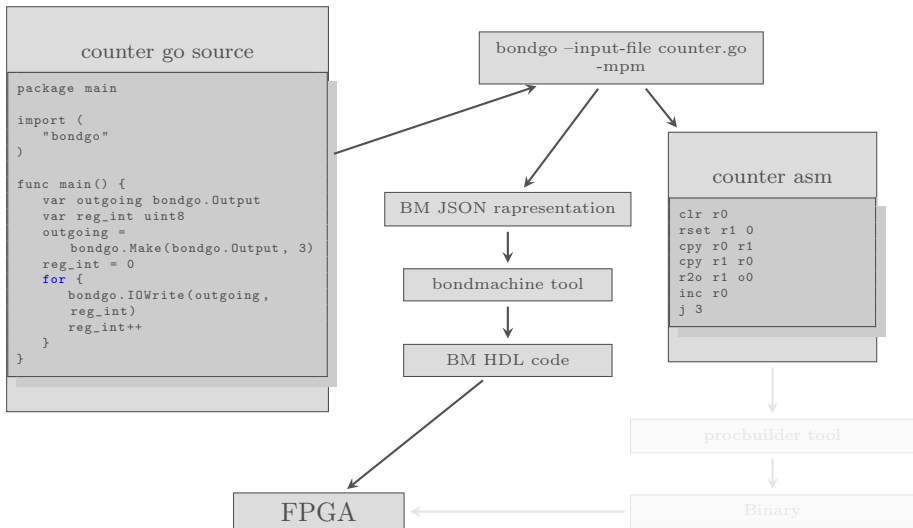 counter go source
package main
import (
"bondgo"
)
func main() {
var outgoing bondgo.Output
var reg_int uint8
outgoing =
bondgo.Make(bondgo.Output, 3)
reg_int = 0
for {
bondgo.IOWrite(outgoing,
reg_int)
reg_int++
}
}
bondgo –input-file counter.go
-mpm
BM JSON rapresentation
bondmachine tool
BM HDL code
counter asm
clr r0
rset r1 0
cpy r0 r1
cpy r1 r0
r2o r1 o0
inc r0
j 3
procbuilder tool
Binary
FPGA